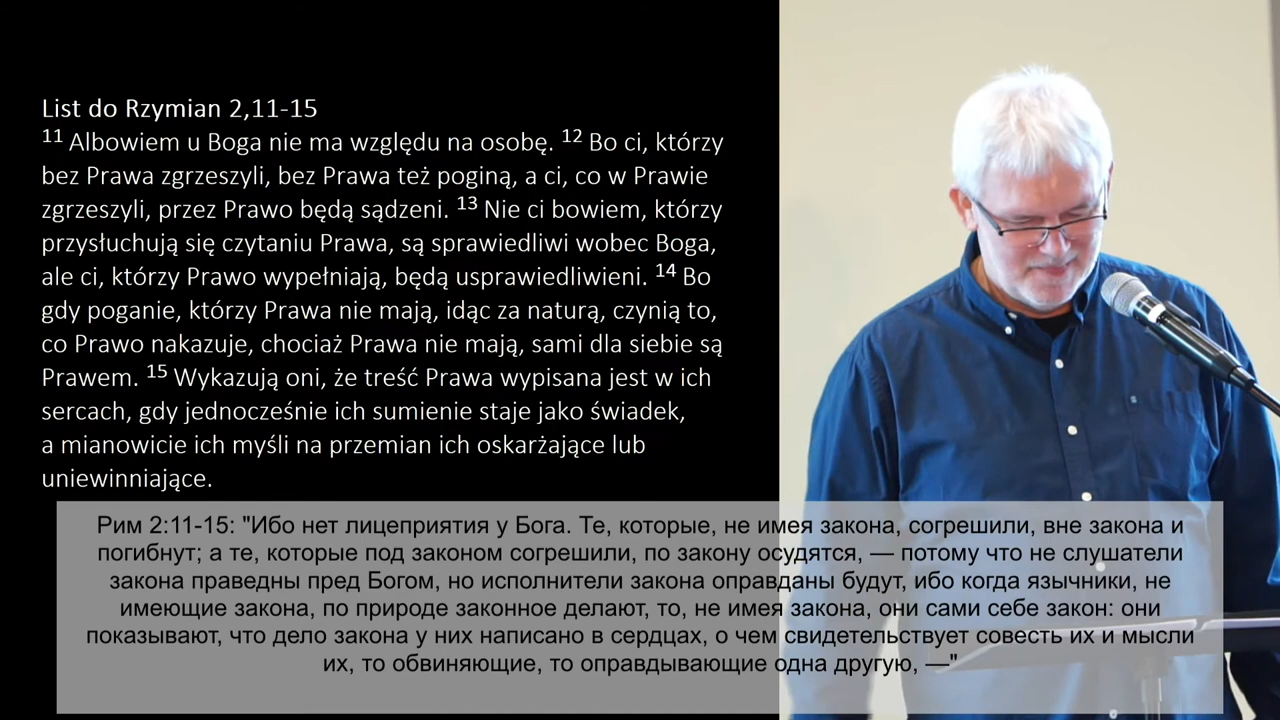 List do Rzymian 2,11-15
11 Albowiem u Boga nie ma względu na osobę. 12 Bo ci, którzy
bez Prawa zgrzeszyli, bez Prawa też poginą, a ci, co w Prawie
zgrzeszyli, przez Prawo będą sądzeni. 13 Nie ci bowiem, którzy
przysłuchują się czytaniu Prawa, są sprawiedliwi wobec Boga,
ale ci, którzy Prawo wypełniają, będą usprawiedliwieni. 14 Bo
gdy poganie, którzy Prawa nie mają, idąc za naturą, czynią to,
co Prawo nakazuje, chociaż Prawa nie mają, sami dla siebie są
Prawem. 15 Wykazują oni, że treść Prawa wypisana jest w ich
sercach, gdy jednocześnie ich sumienie staje jako świadek,
a mianowicie ich myśli na przemian ich oskarżające lub
uniewinniające.
Рим 2:11-15: "Ибо нет лицеприятия у Бога. Те, которые, не имея закона, согрешили, вне закона и
погибнут; а те, которые под законом согрешили, по закону осудятся, — потому что не слушатели
закона праведны пред Богом, но исполнители закона оправданы будут, ибо когда язычники, не
имеющие закона, по природе законное делают, то, не имея закона, они сами себе закон: они
показывают, что дело закона у них написано в сердцах, о чем свидетельствует совесть их и мысли
их, то обвиняющие, то оправдывающие одна другую, —"